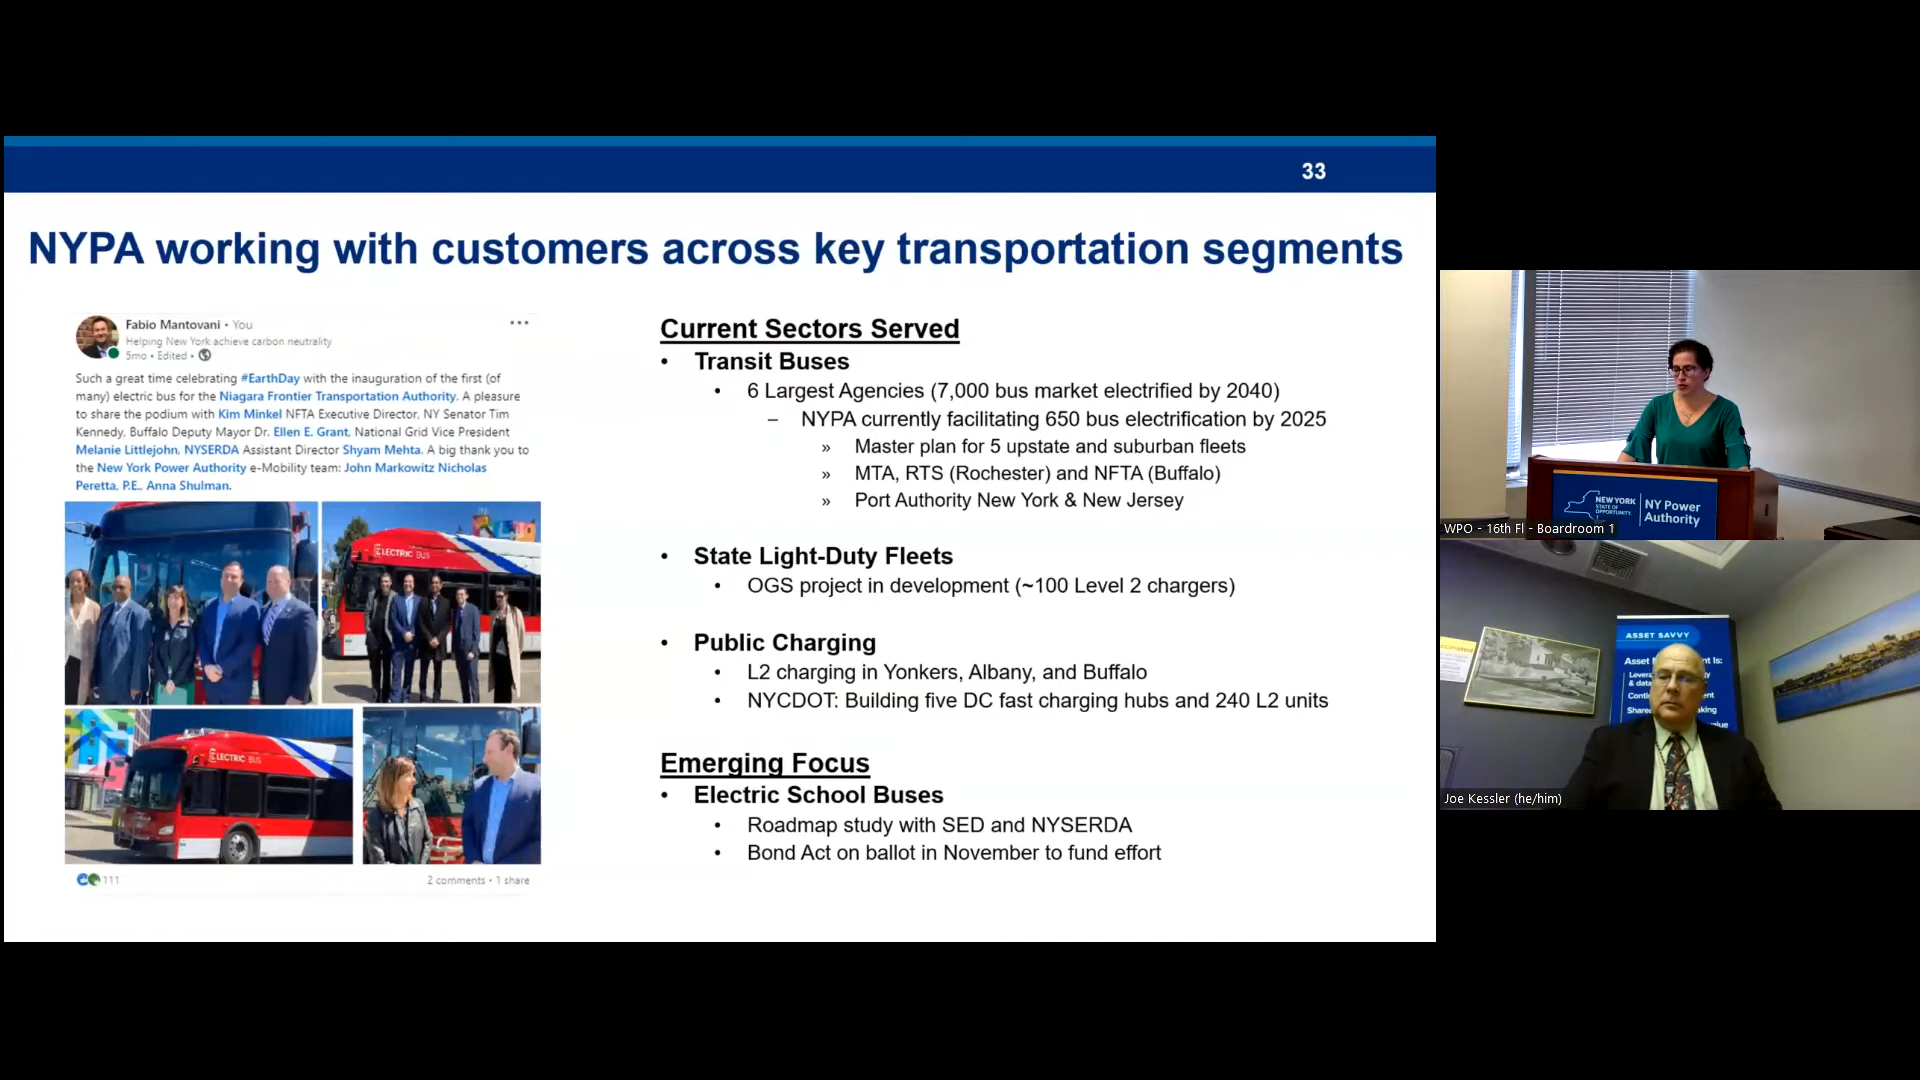 33
NYPA working with customers across key transportation segments
Fabio Mantovani • You
Helping New York achieve carbon neutrality
5mo • Edited •
Such a great time celebrating #EarthDay with the inauguration of the first (of
many) electric bus for the Niagara Frontier Transportation Authority. A pleasure
to share the podium with Kim Minkel NFTA Executive Director, NY Senator Tim
Kennedy, Buffalo Deputy Mayor Dr. Ellen E. Grant, National Grid Vice President
Melanie Littlejohn, NYSERDA Assistant Director Shyam Mehta. A big thank you to
the New York Power Authority e-Mobility team: John Markowitz Nicholas
Peretta, P.E., Anna Shulman.
ELECTRIC BUS
ELECTRIC BUS
111
2 comments • 1 share
Current Sectors Served
• Transit Buses
• 6 Largest Agencies (7,000 bus market electrified by 2040)
– NYPA currently facilitating 650 bus electrification by 2025
» Master plan for 5 upstate and suburban fleets
» MTA, RTS (Rochester) and NFTA (Buffalo)
» Port Authority New York & New Jersey
• State Light-Duty Fleets
• OGS project in development (~100 Level 2 chargers)
• Public Charging
• L2 charging in Yonkers, Albany, and Buffalo
• NYCDOT: Building five DC fast charging hubs and 240 L2 units
Emerging Focus
• Electric School Buses
• Roadmap study with SED and NYSERDA
• Bond Act on ballot in November to fund effort
NEW YORK
STATE OF
OPPORTUNITY.
NY Power
Authority
WPO - 16th Fl - Boardroom 1
ASSET SAVVY
Joe Kessler (he/him)